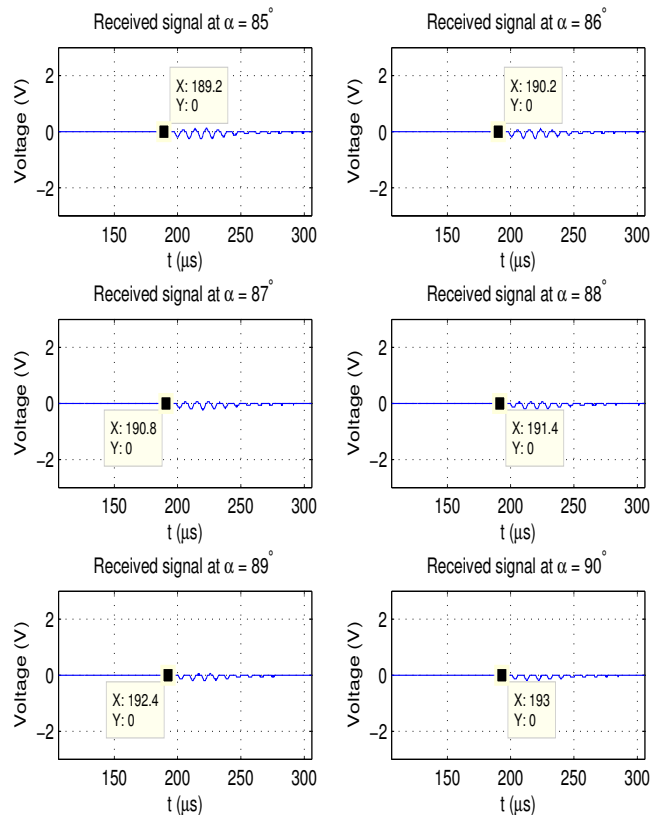 Received signal at α = 85°
Voltage (V)
2
0
−2
X: 189.2
Y: 0
150 200 250 300
t (μs)
Received signal at α = 86°
Voltage (V)
2
0
−2
X: 190.2
Y: 0
150 200 250 300
t (μs)
Received signal at α = 87°
Voltage (V)
2
0
−2
X: 190.8
Y: 0
150 200 250 300
t (μs)
Received signal at α = 88°
Voltage (V)
2
0
−2
X: 191.4
Y: 0
150 200 250 300
t (μs)
Received signal at α = 89°
Voltage (V)
2
0
−2
X: 192.4
Y: 0
150 200 250 300
t (μs)
Received signal at α = 90°
Voltage (V)
2
0
−2
X: 193
Y: 0
150 200 250 300
t (μs)